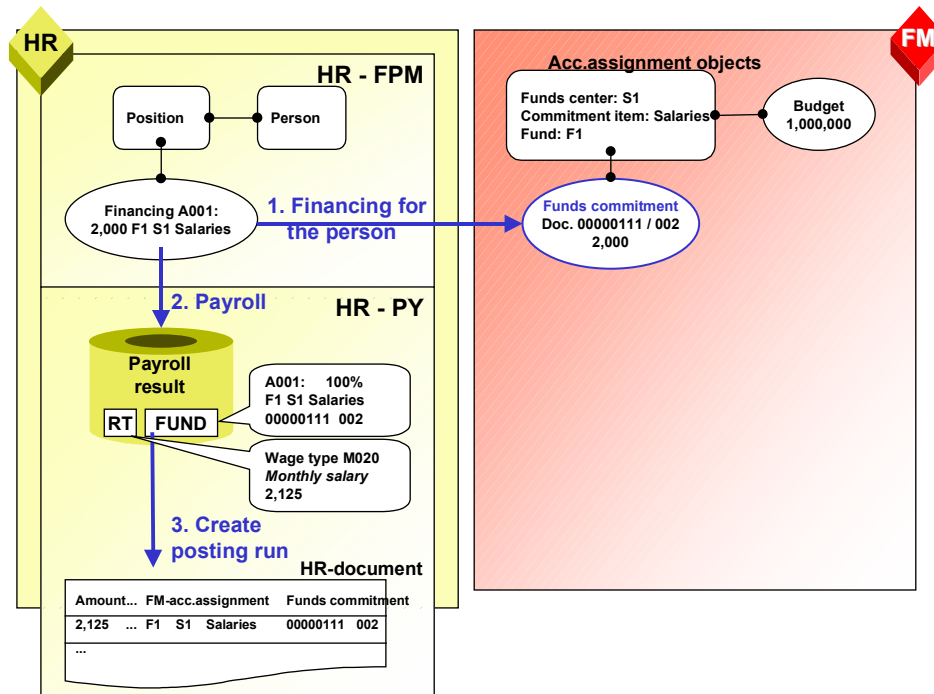 HR
HR - FPM
Position
Person
Financing A001:
2,000 F1 S1 Salaries
1. Financing for
the person
FM
Acc.assignment objects
Funds center: S1
Commitment item: Salaries
Fund: F1
Budget
1,000,000
Funds commitment
Doc. 00000111 / 002
2,000
2. Payroll
HR - PY
Payroll
result
RT
FUND
A001: 100%
F1 S1 Salaries
00000111 002
Wage type M020
Monthly salary
2,125
3. Create
posting run
HR-document
Amount... FM-acc.assignment Funds commitment
2,125 ... F1 S1 Salaries 00000111 002
...